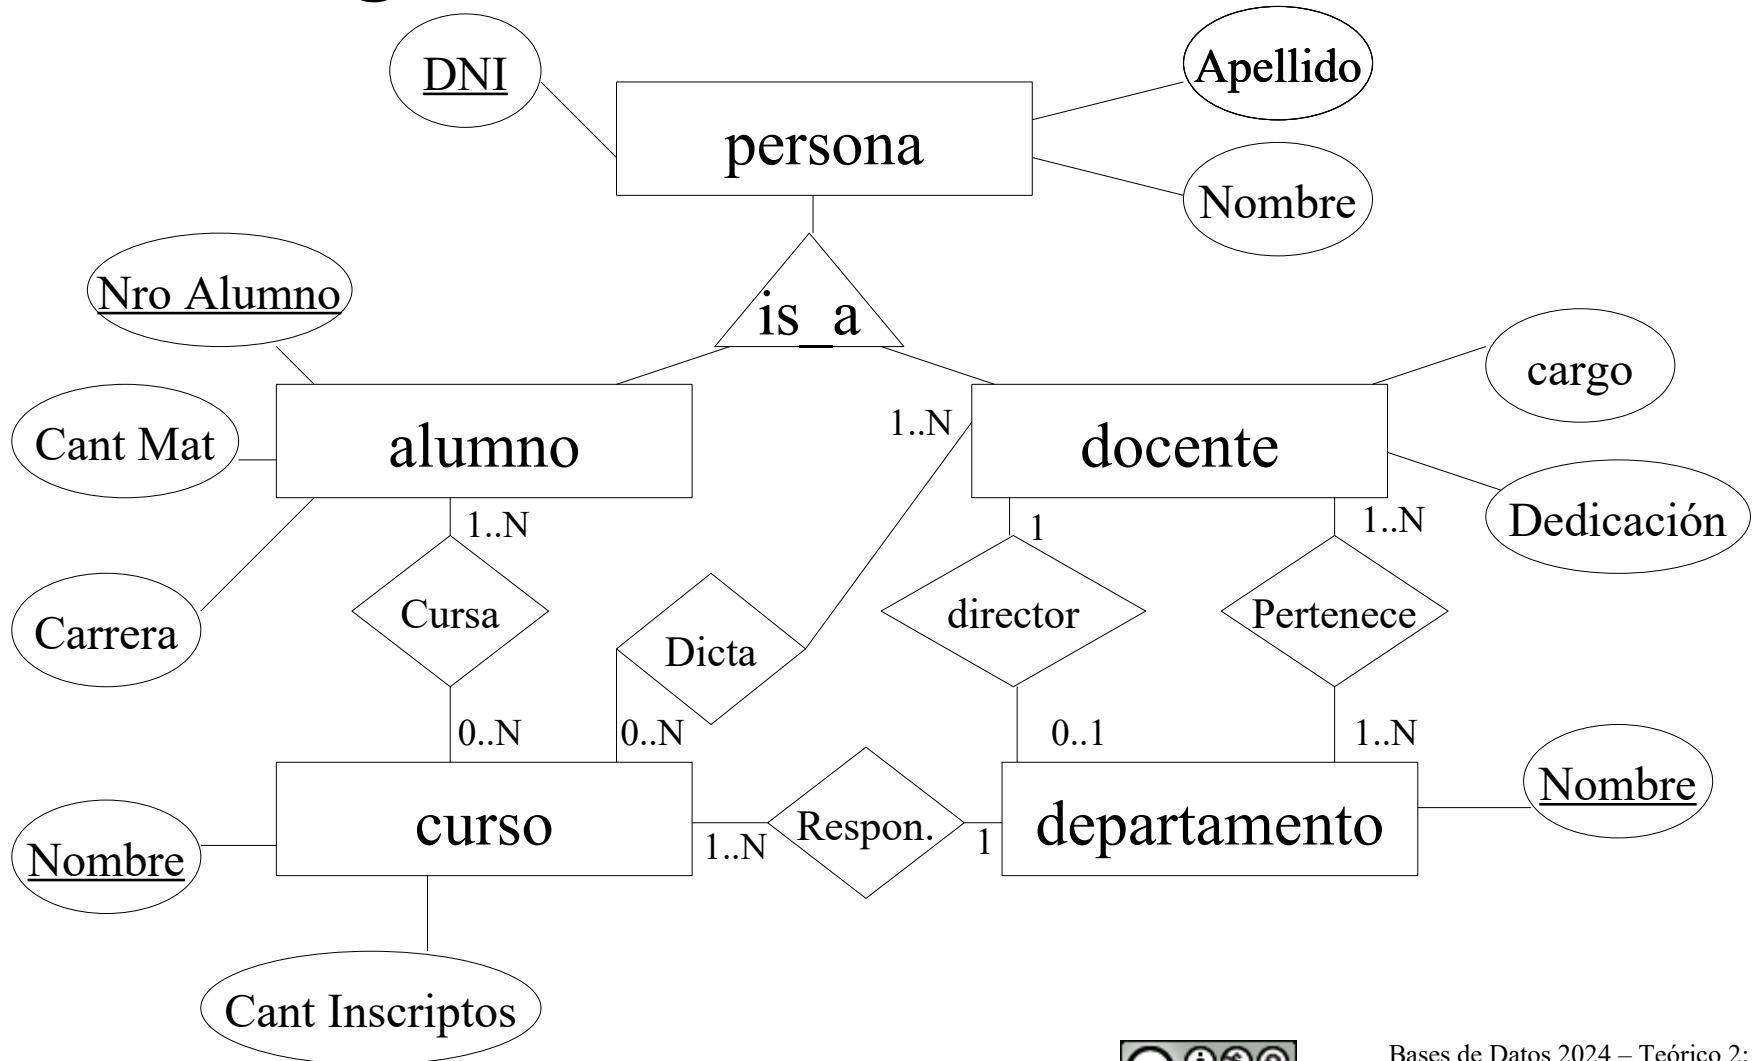 DNI
Apellido
persona
Nombre
Nro Alumno
is_a
cargo
Cant Mat
alumno
1..N
docente
Dedicación
1..N
1
1..N
Carrera
Cursa
Dicta
director
Pertenece
0..N
0..N
0..1
1..N
Nombre
Nombre
curso
1..N
Respon.
1
departamento
Cant Inscriptos
Bases de Datos 2024 – Teórico 2: